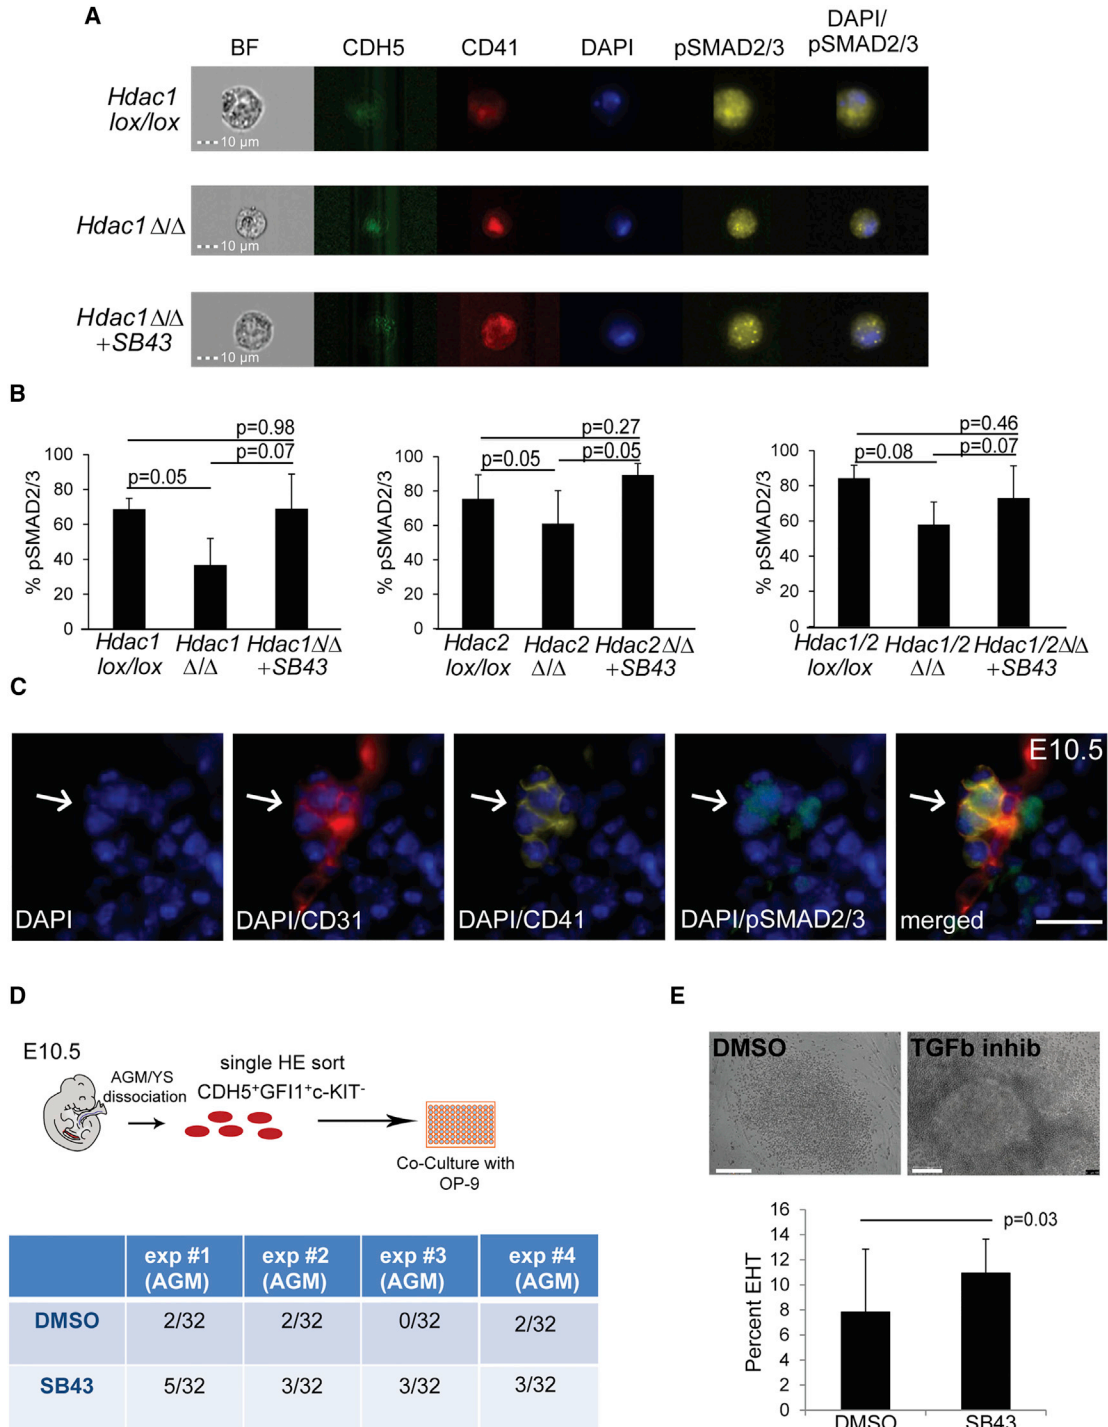 A
BF CDH5 CD41 DAPI pSMAD2/3 DAPI/
pSMAD2/3
Hdac1
lox/lox
10 µm
Hdac1 Δ/Δ
10 µm
Hdac1Δ/Δ
+SB43
10 µm
B
% pSMAD2/3
100
80
60
40
20
0
p=0.98
p=0.07
p=0.05
Hdac1
lox/lox
Hdac1
Δ/Δ
Hdac1Δ/Δ
+SB43
% pSMAD2/3
100
80
60
40
20
0
p=0.27
p=0.05
p=0.05
Hdac2
lox/lox
Hdac2
Δ/Δ
Hdac2Δ/Δ
+SB43
% pSMAD2/3
100
80
60
40
20
0
p=0.46
p=0.07
p=0.08
Hdac1/2
lox/lox
Hdac1/2
Δ/Δ
Hdac1/2Δ/Δ
+SB43
C
DAPI
DAPI/CD31
DAPI/CD41
DAPI/pSMAD2/3
E10.5
merged
D
E10.5
AGM/YS
dissociation
single HE sort
CDH5⁺GFI1⁺c-KIT⁻
Co-Culture with
OP-9
exp #1
(AGM)
exp #2
(AGM)
exp #3
(AGM)
exp #4
(AGM)
DMSO 2/32 2/32 0/32 2/32
SB43 5/32 3/32 3/32 3/32
E
DMSO
TGFb inhib
Percent EHT
16
14
12
10
8
6
4
2
0
p=0.03
DMSO SB43